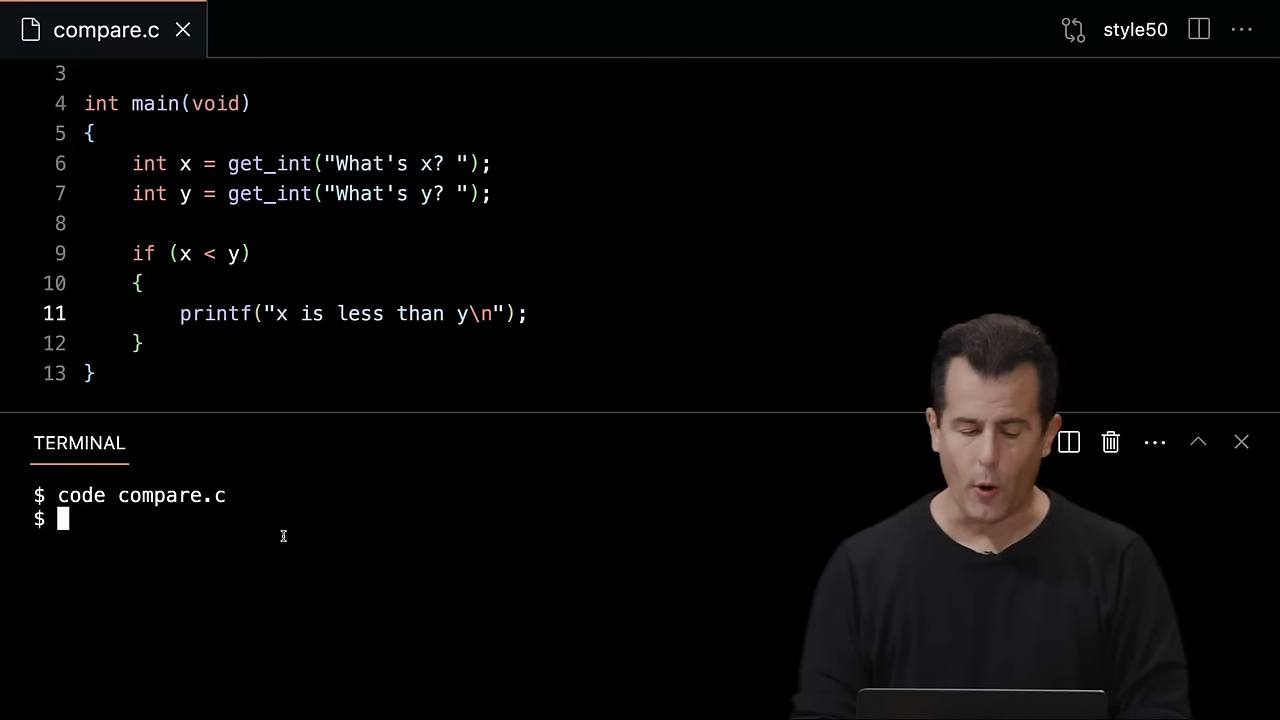 compare.c
style50
3
4 int main(void)
5 {
6     int x = get_int("What's x? ");
7     int y = get_int("What's y? ");
8
9     if (x < y)
10     {
11         printf("x is less than y\n");
12     }
13 }
TERMINAL
$ code compare.c
$